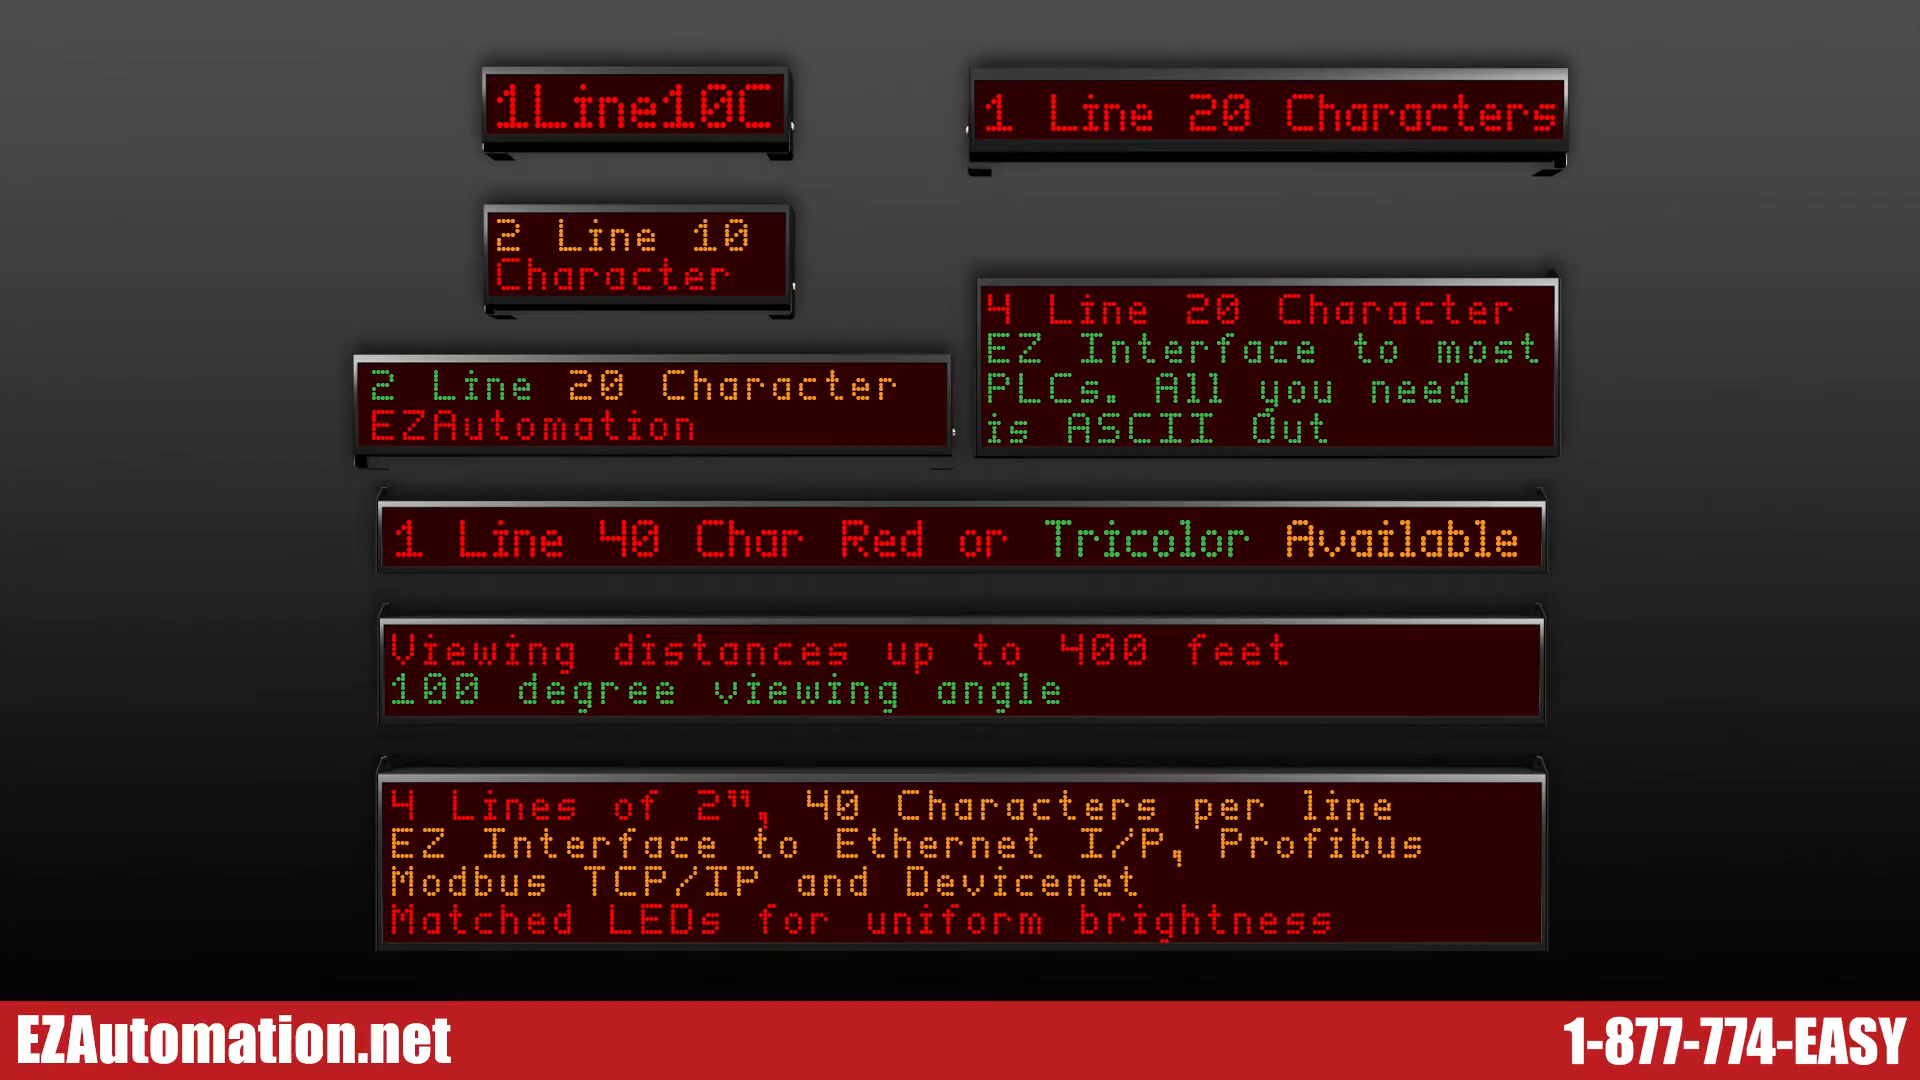 1Line10C
1 Line 20 Characters
2 Line 10
Character
4 Line 20 Character
EZ Interface to most
PLCs. All you need
is ASCII Out
2 Line 20 Character
EZAutomation
1 Line 40 Char Red or Tricolor Available
Viewing distances up to 400 feet
100 degree viewing angle
4 Lines of 2", 40 Characters per line
EZ Interface to Ethernet I/P, Profibus
Modbus TCP/IP and Devicenet
Matched LEDs for uniform brightness
EZAutomation.net
1-877-774-EASY